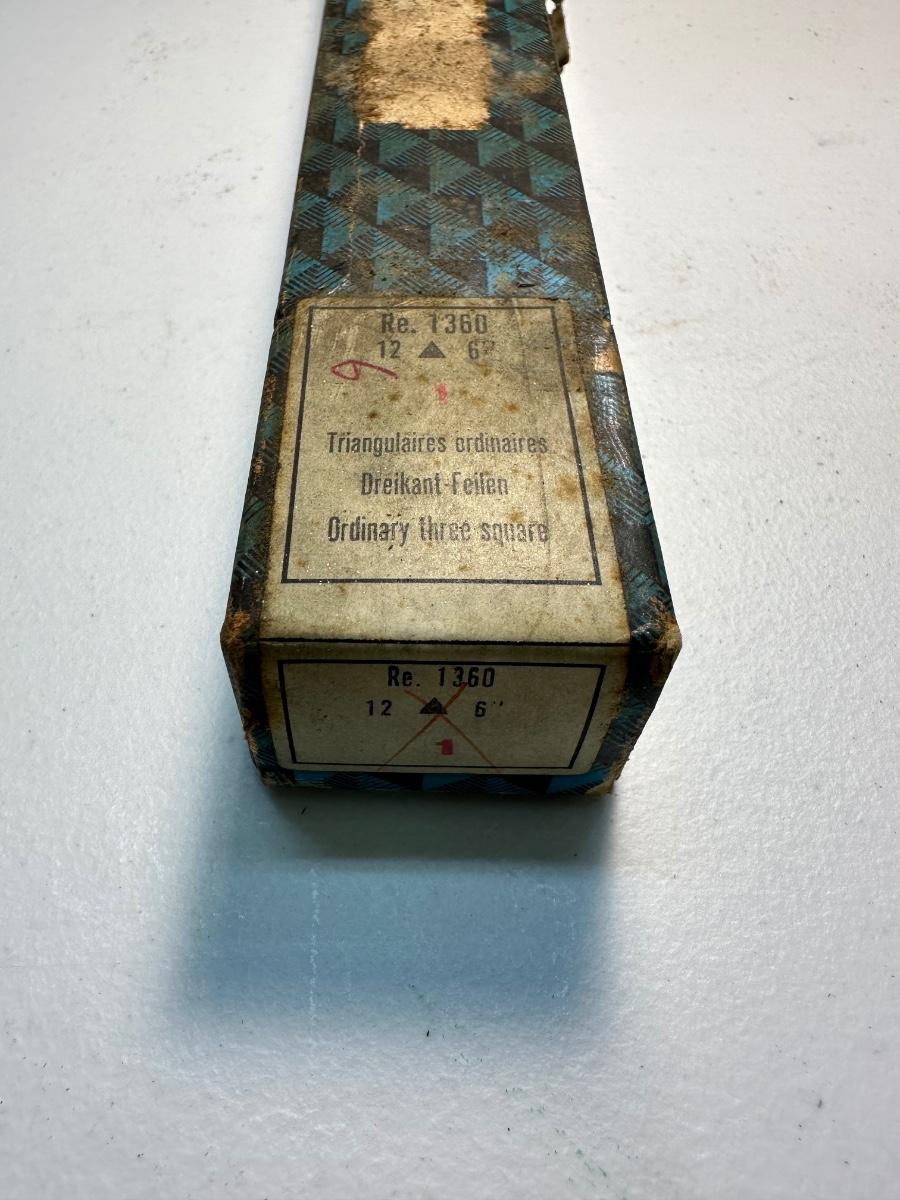 Re. 1360
12 ▲ 6"
9
1
Triangulaires ordinaires
Dreikant-Feilen
Ordinary three square
Re. 1360
12 ▲ 6"
1